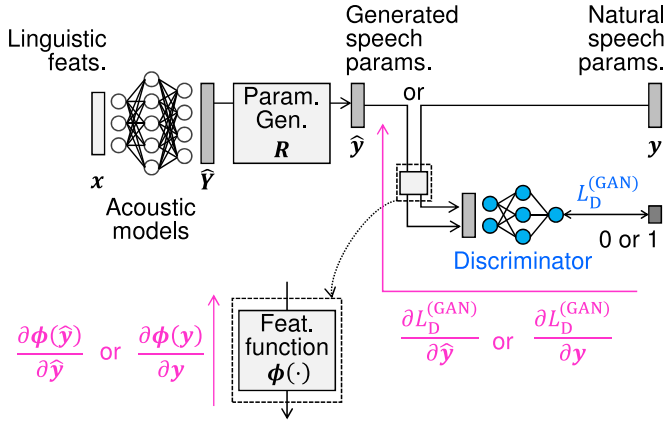 Linguistic
feats.
Generated
speech
params.
Natural
speech
params.
or
Param.
Gen.
R
x
Ŷ
ŷ
y
Acoustic
models
L_D^(GAN)
0 or 1
Discriminator
∂ϕ(ŷ)/∂ŷ or ∂ϕ(y)/∂y
Feat.
function
ϕ(·)
∂L_D^(GAN)/∂ŷ or ∂L_D^(GAN)/∂y